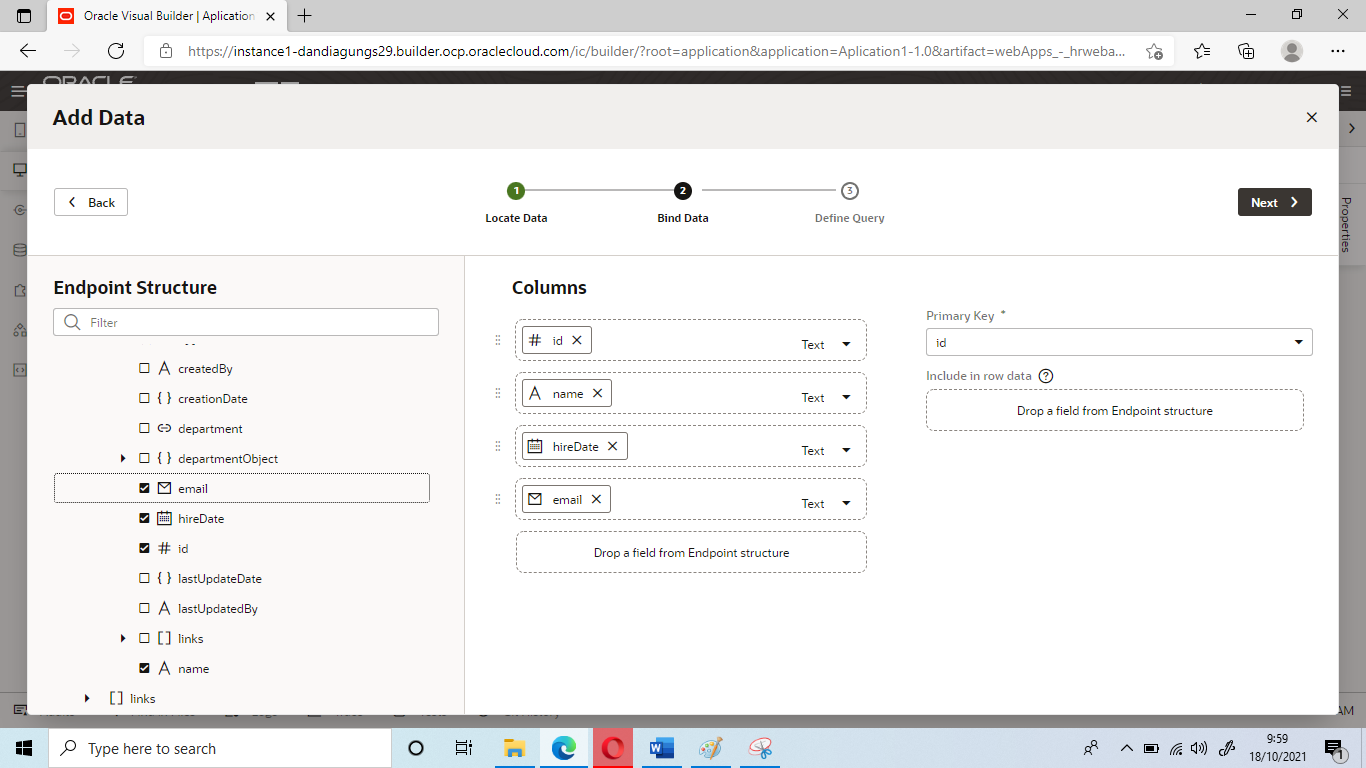 Oracle Visual Builder | Aplication
https://instance1-dandiagungs29.builder.ocp.oraclecloud.com/ic/builder/?root=application&application=Aplication1-1.0&artifact=webApps_-_hrweba...
ORACLE
Add Data
Back
1
2
3
Locate Data
Bind Data
Define Query
Next
Properties
Endpoint Structure
Filter
createdBy
creationDate
department
departmentObject
email
hireDate
id
lastUpdateDate
lastUpdatedBy
links
name
links
Columns
id
Text
name
Text
hireDate
Text
email
Text
Drop a field from Endpoint structure
Primary Key *
id
Include in row data ?
Drop a field from Endpoint structure
AM
Type here to search
9:59
18/10/2021
1